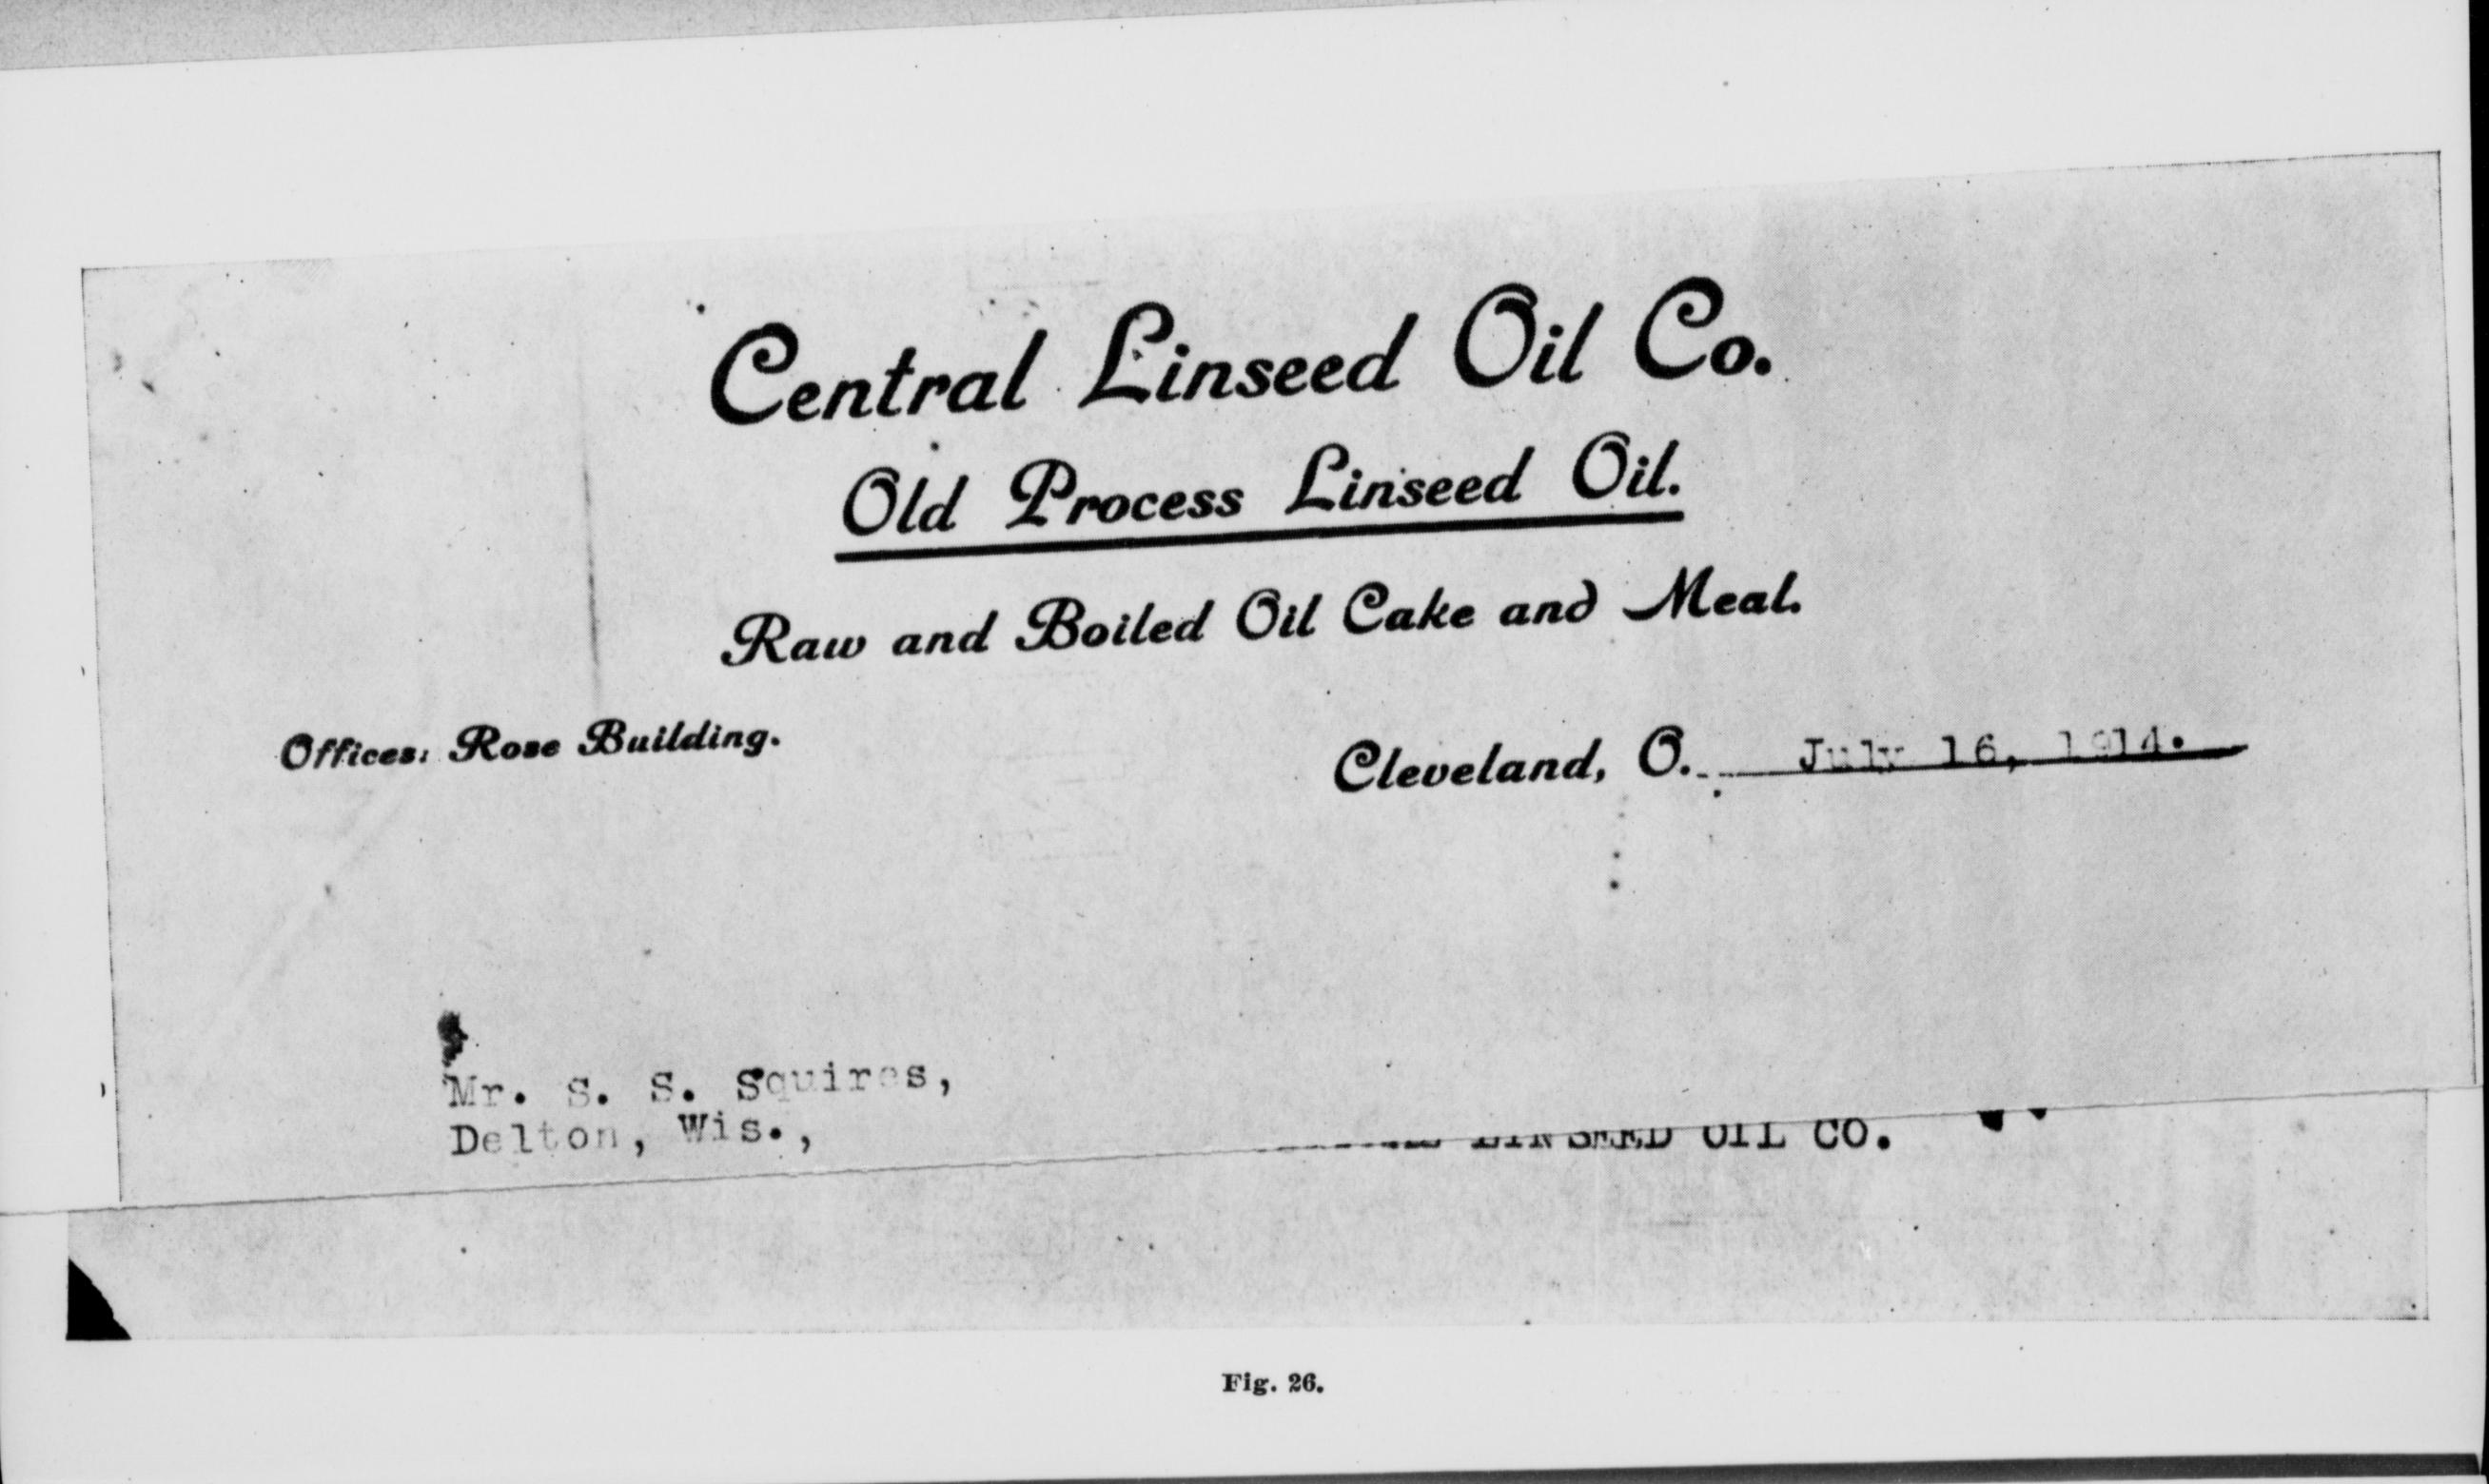 Central Linseed Oil Co.
Old Process Linseed Oil.
Raw and Boiled Oil Cake and Meal.
Offices: Rose Building.
Cleveland, O. July 16, 1914.
Mr. S. S. Squires,
Delton, Wis.,
LINSEED OIL CO.
Fig. 26.